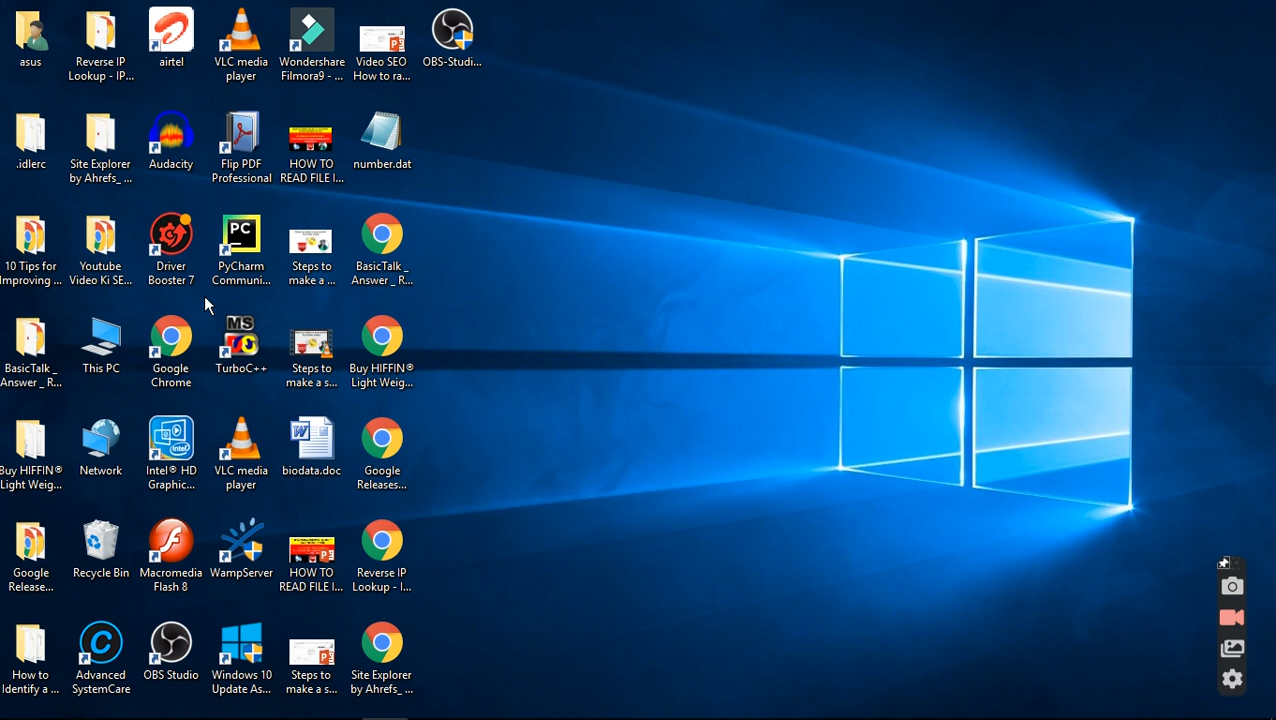 asus
Reverse IP
Lookup - IP...
airtel
VLC media
player
Wondershare
Filmora9 - ...
Video SEO
How to ra...
OBS-Studi...
.idlerc
Site Explorer
by Ahrefs_ ...
Audacity
Flip PDF
Professional
HOW TO
READ FILE I...
number.dat
10 Tips for
Improving ...
Youtube
Video Ki SE...
Driver
Booster 7
PC
PyCharm
Communi...
Steps to
make a ...
BasicTalk _
Answer _ R...
BasicTalk _
Answer _ R...
This PC
Google
Chrome
MS
TurboC++
Steps to
make a s...
Buy HIFFIN®
Light Weig...
Buy HIFFIN®
Light Weig...
Network
intel
Intel® HD
Graphic...
VLC media
player
W
biodata.doc
Google
Releases...
Google
Release...
Recycle Bin
Macromedia
Flash 8
WampServer
HOW TO
READ FILE I...
Reverse IP
Lookup - I...
How to
Identify a ...
Advanced
SystemCare
OBS Studio
Windows 10
Update As...
Steps to
make a s...
Site Explorer
by Ahrefs_ ...